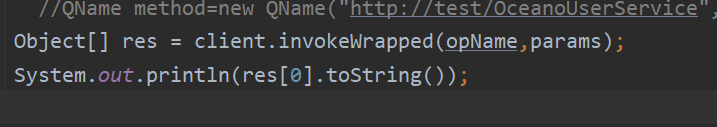 //QName method=new QName("http://test/OceanoUserService",
Object[] res = client.invokeWrapped(opName,params);
System.out.println(res[0].toString());